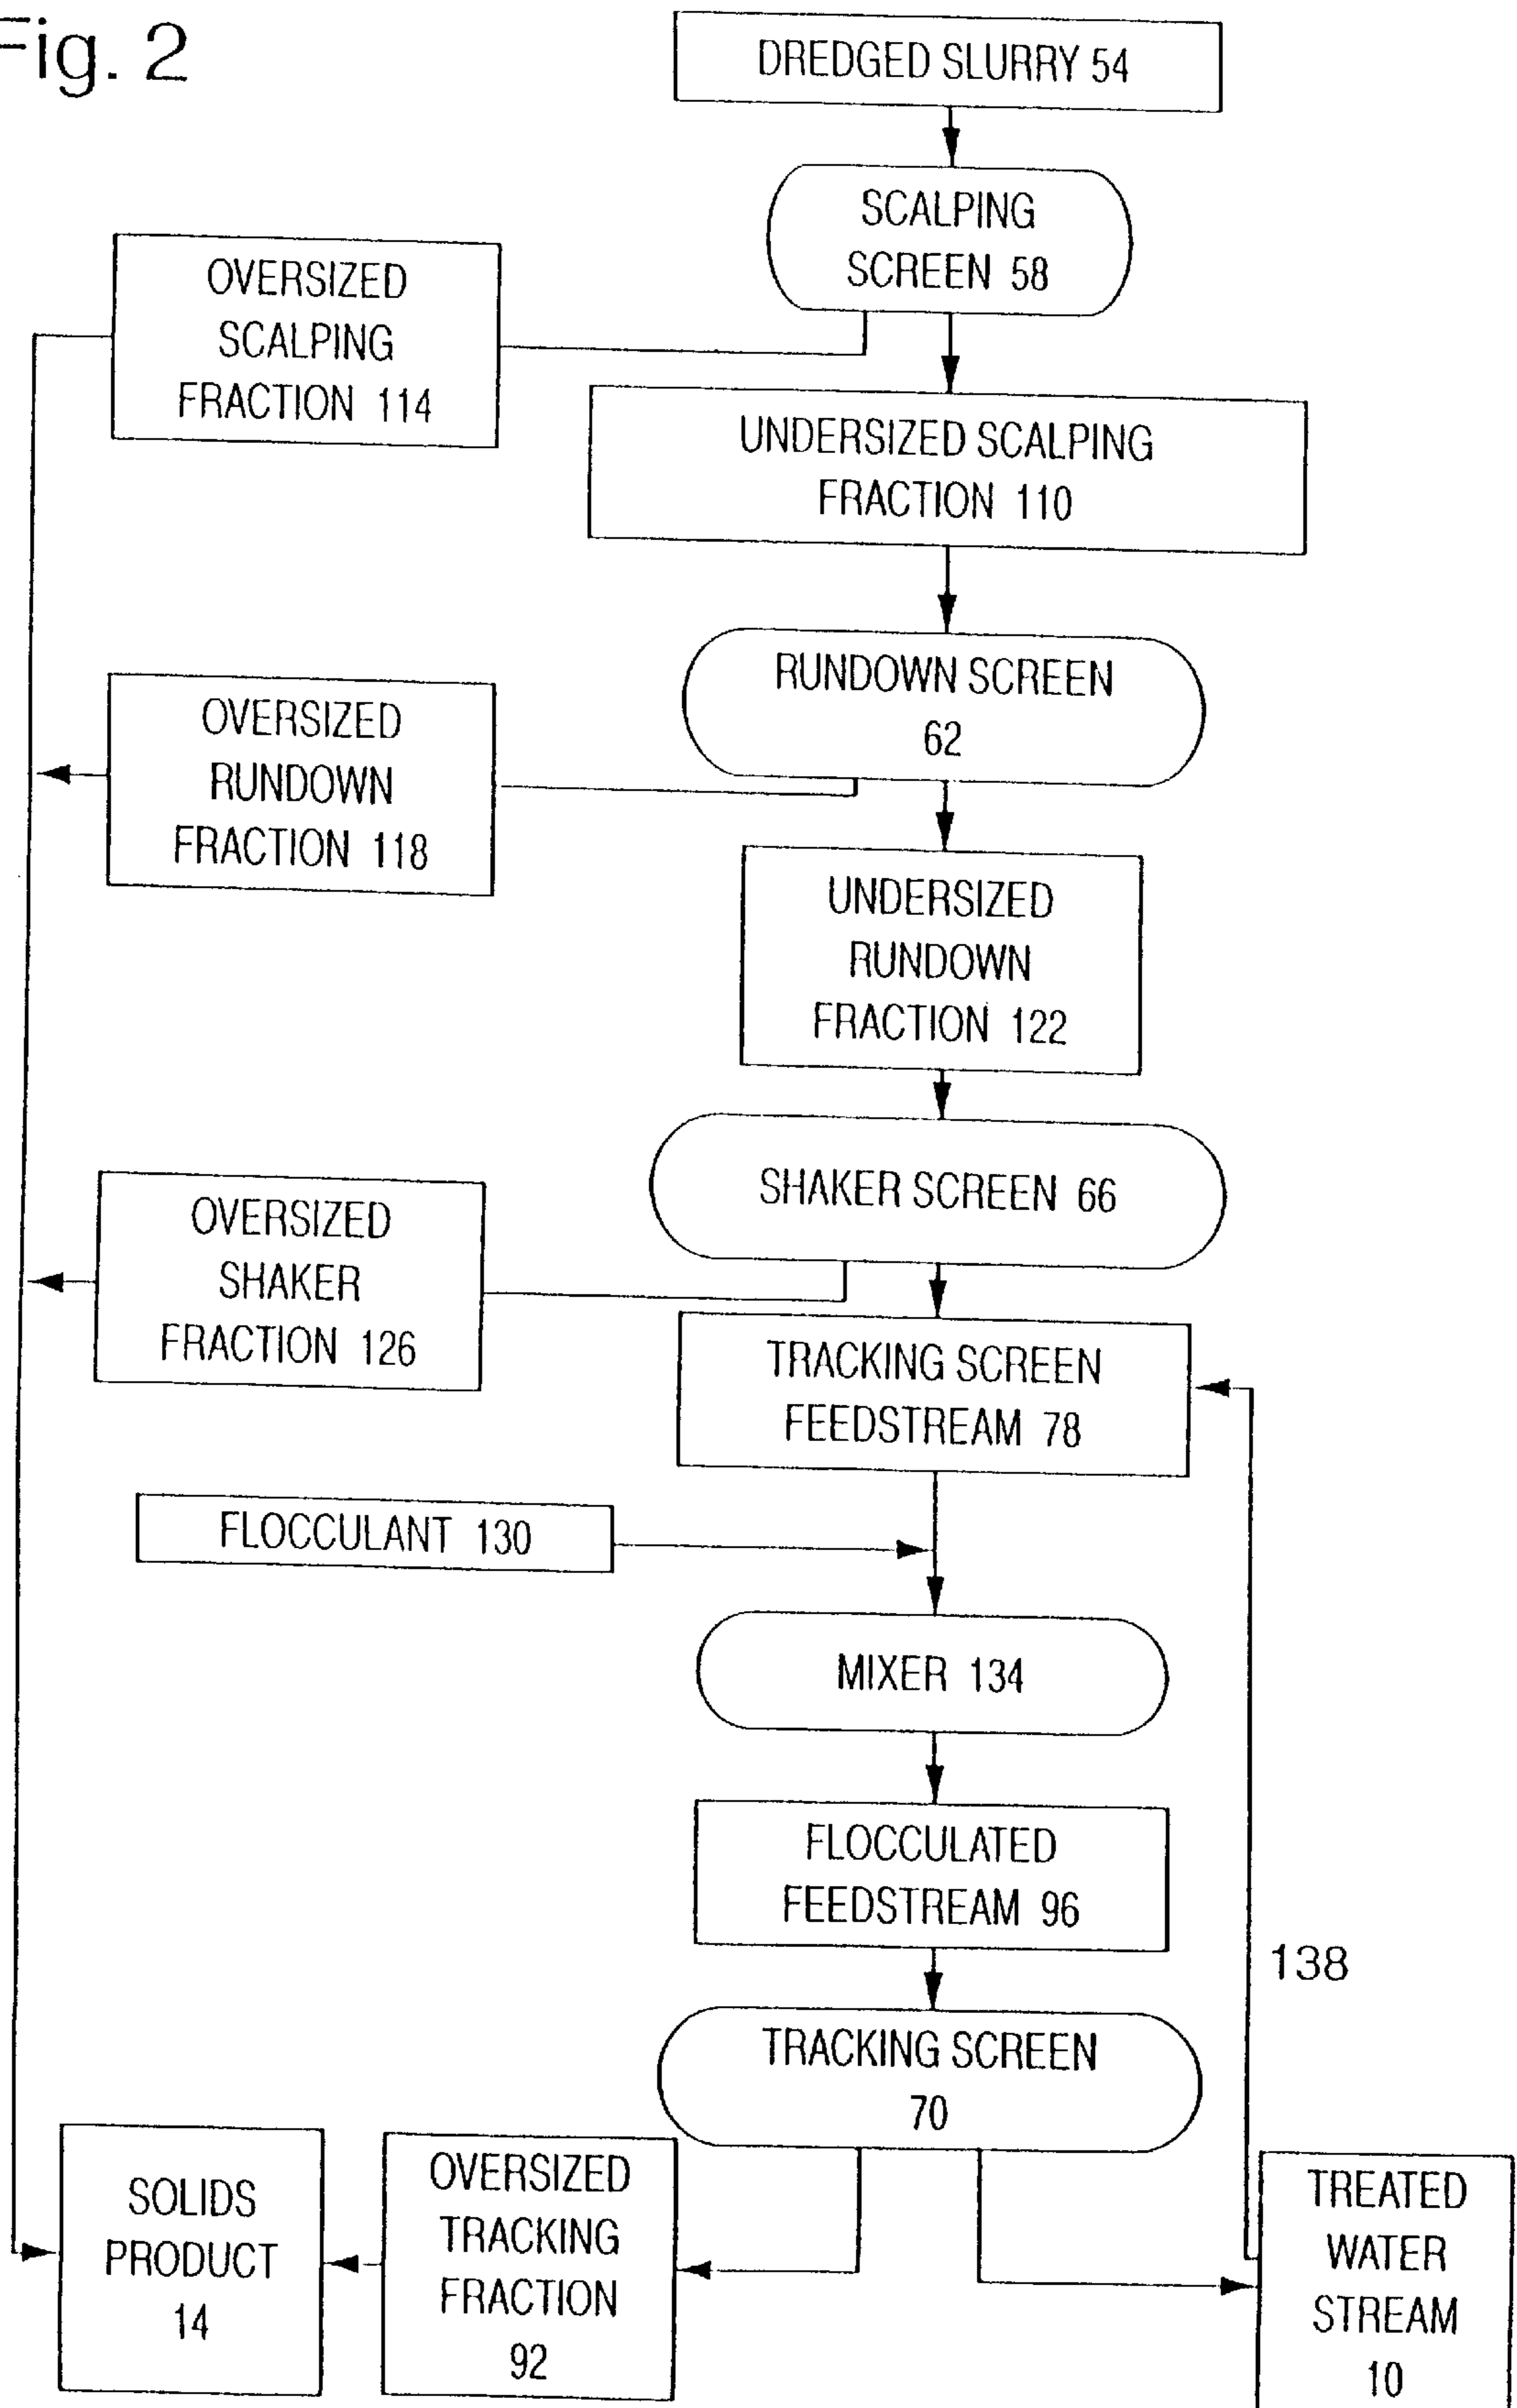 Fig. 2
DREDGED SLURRY 54
SCALPING
SCREEN 58
OVERSIZED
SCALPING
FRACTION 114
UNDERSIZED SCALPING
FRACTION 110
RUNDOWN SCREEN
62
OVERSIZED
RUNDOWN
FRACTION 118
UNDERSIZED
RUNDOWN
FRACTION 122
SHAKER SCREEN 66
OVERSIZED
SHAKER
FRACTION 126
TRACKING SCREEN
FEEDSTREAM 78
FLOCCULANT 130
MIXER 134
FLOCCULATED
FEEDSTREAM 96
138
TRACKING SCREEN
70
SOLIDS
PRODUCT
14
OVERSIZED
TRACKING
FRACTION
92
TREATED
WATER
STREAM
10